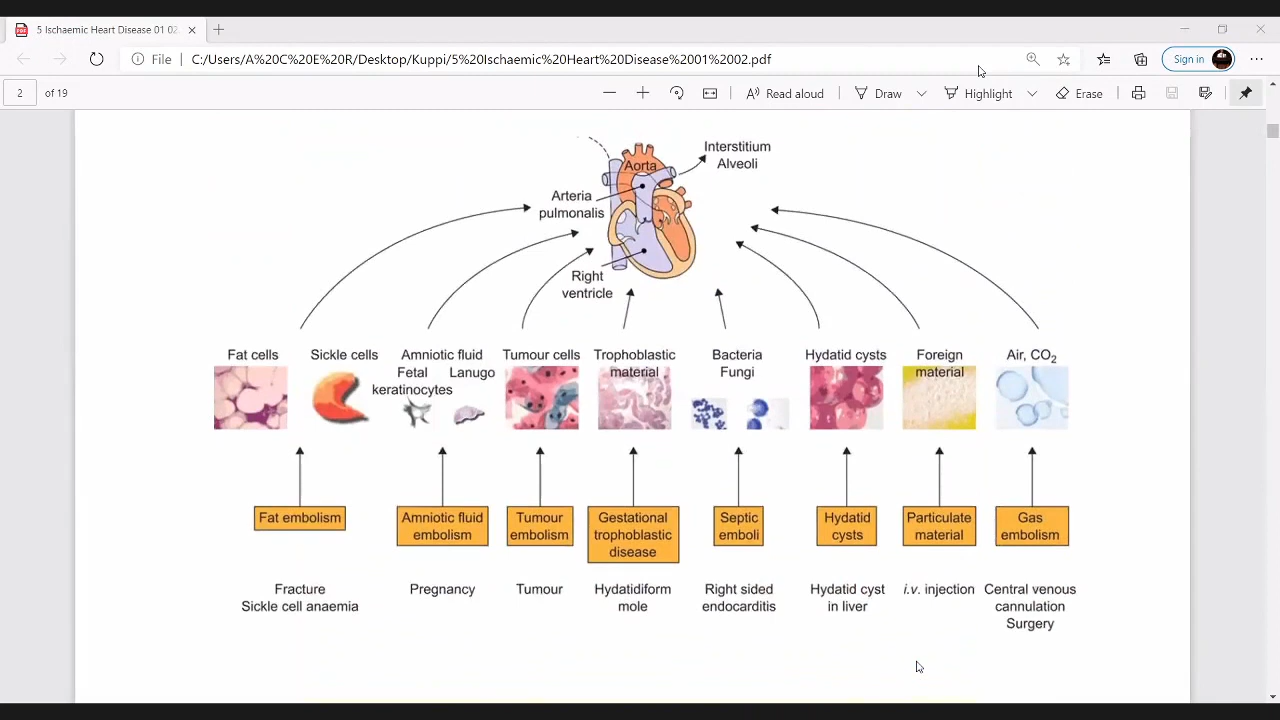 5 Ischaemic Heart Disease 01 02
File
C:/Users/A%20C%20E%20R/Desktop/Kuppi/5%20Ischaemic%20Heart%20Disease%2001%2002.pdf
Sign in
2 of 19
Read aloud
Draw
Highlight
Erase
Interstitium
Alveoli
Aorta
Arteria
pulmonalis
Right
ventricle
Fat cells
Sickle cells
Amniotic fluid
Fetal
keratinocytes
Lanugo
Tumour cells
Trophoblastic
material
Bacteria
Fungi
Hydatid cysts
Foreign
material
Air, CO₂
Fat embolism
Amniotic fluid
embolism
Tumour
embolism
Gestational
trophoblastic
disease
Septic
emboli
Hydatid
cysts
Particulate
material
Gas
embolism
Fracture
Sickle cell anaemia
Pregnancy
Tumour
Hydatidiform
mole
Right sided
endocarditis
Hydatid cyst
in liver
i.v. injection
Central venous
cannulation
Surgery